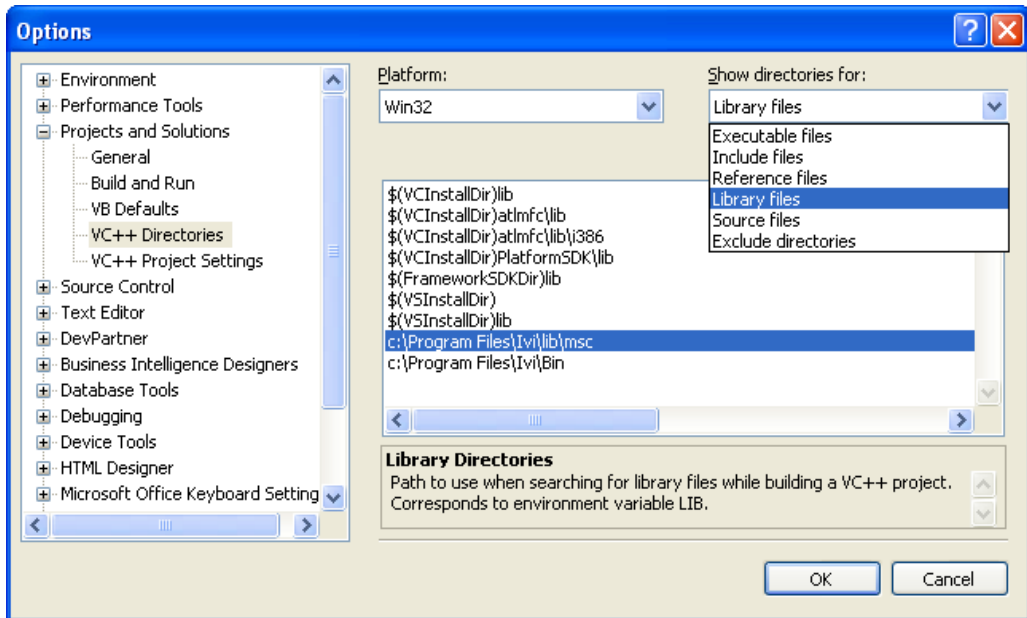 Options
Environment
Performance Tools
Projects and Solutions
General
Build and Run
VB Defaults
VC++ Directories
VC++ Project Settings
Source Control
Text Editor
DevPartner
Business Intelligence Designers
Database Tools
Debugging
Device Tools
HTML Designer
Microsoft Office Keyboard Setting
Platform:
Win32
Show directories for:
Library files
Executable files
Include files
Reference files
Library files
Source files
Exclude directories
$(VCInstallDir)lib
$(VCInstallDir)atlmfc\lib
$(VCInstallDir)atlmfc\lib\i386
$(VCInstallDir)PlatformSDK\lib
$(FrameworkSDKDir)lib
$(VSInstallDir)
$(VSInstallDir)lib
c:\Program Files\Ivi\lib\msc
c:\Program Files\Ivi\Bin
Library Directories
Path to use when searching for library files while building a VC++ project.
Corresponds to environment variable LIB.
OK
Cancel